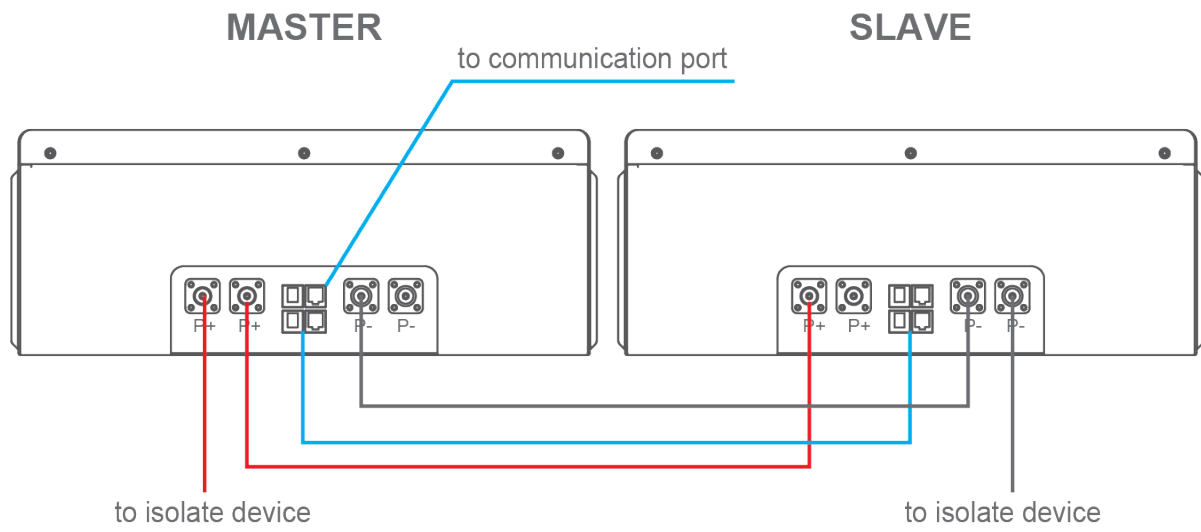 MASTER
SLAVE
to communication port
P+ P+ P- P-
P+ P+ P- P-
to isolate device
to isolate device